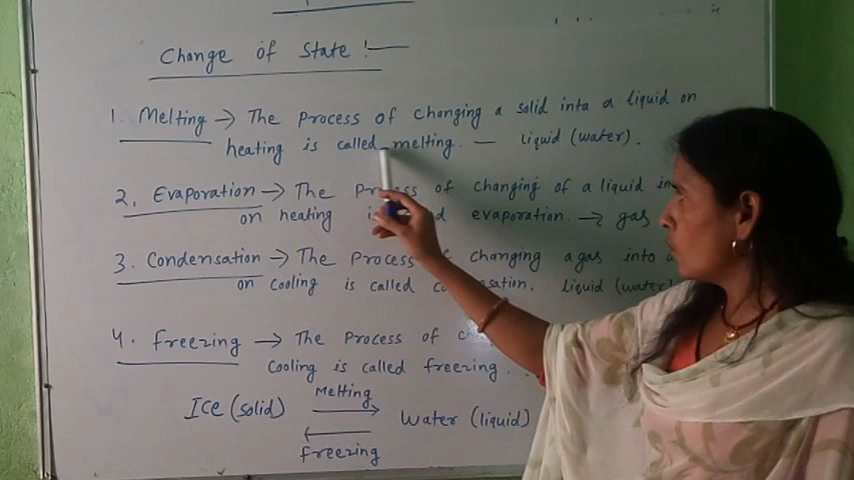 Change of State !—
1. Melting → The Process of changing a solid into a liquid on
heating is called melting. — liquid (water).
2. Evaporation → The Process of changing of a liquid
on heating evaporation. → gas
3. Condensation → The Process of changing a gas into
on cooling is called liquid (water)
4. freezing → The Process of
Cooling is called freezing.
Melting
Ice (solid) ⟶ water (liquid)
⟵
freezing